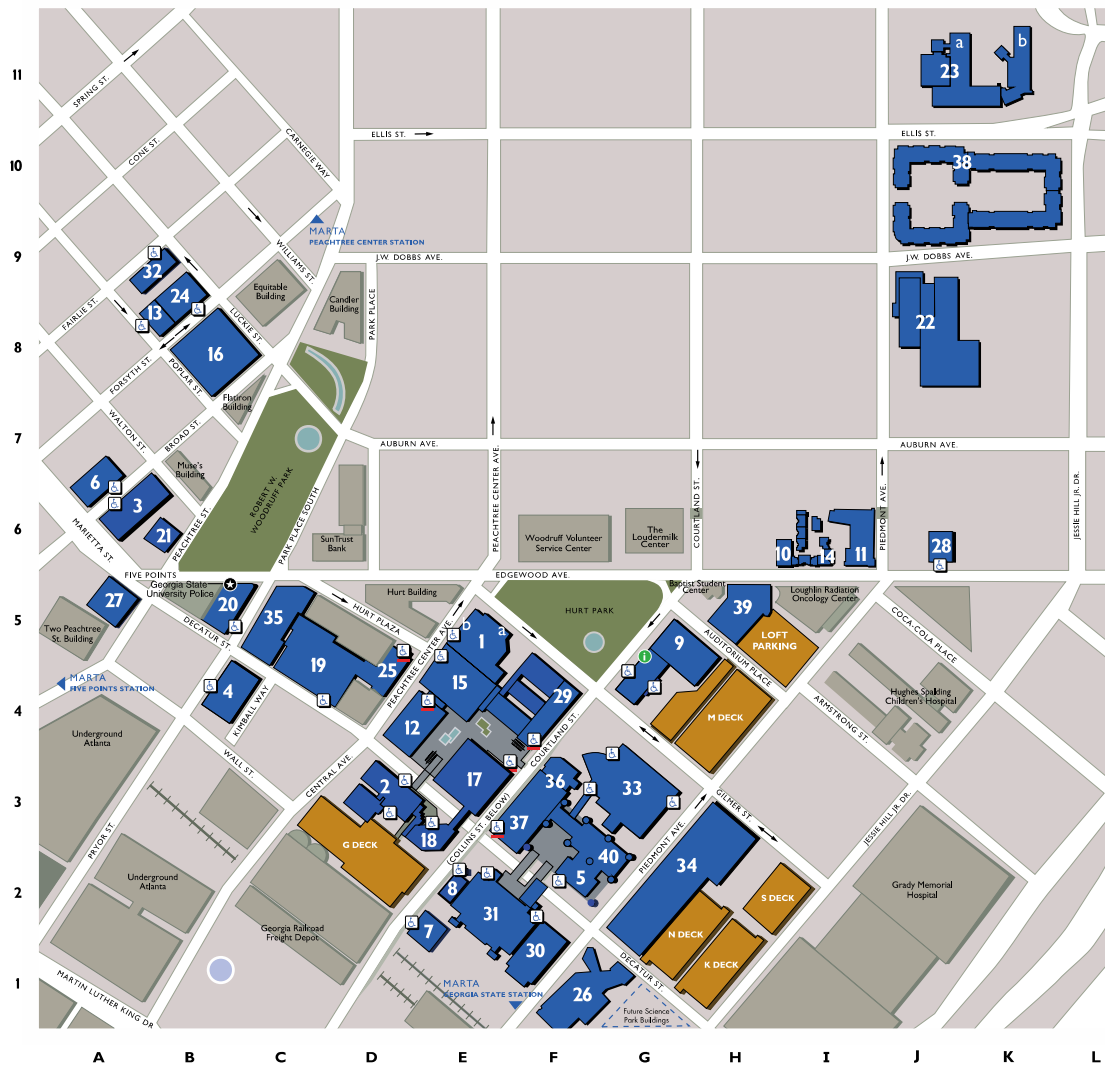 11
10
9
8
7
6
5
4
3
2
1
SPRING ST.
CONE ST.
CARNEGIE WAY
ELLIS ST.
ELLIS ST.
a
b
23
38
MARTA
PEACHTREE CENTER STATION
WILLIAMS ST.
J.W. DOBBS AVE.
J.W. DOBBS AVE.
32
24
13
16
FAIRLIE ST.
LUCKIE ST.
Equitable
Building
Candler
Building
PARK PLACE
22
FORSYTH ST.
POPLAR ST.
Flatiron
Building
WALTON ST.
BROAD ST.
AUBURN AVE.
AUBURN AVE.
PEACHTREE CENTER AVE.
COURTLAND ST.
PIEDMONT AVE.
JESSIE HILL JR. DR.
6
3
21
Muse's
Building
ROBERT W.
WOODRUFF PARK
PEACHTREE ST.
PARK PLACE SOUTH
MARIETTA ST.
SunTrust
Bank
Woodruff Volunteer
Service Center
The
Loudermilk
Center
10
14
11
28
FIVE POINTS
EDGEWOOD AVE.
Georgia State
University Police
27
20
35
Hurt Building
HURT PLAZA
HURT PARK
Baptist Student
Center
39
Loughlin Radiation
Oncology Center
LOFT
PARKING
COCA-COLA PLACE
Two Peachtree
St. Building
DECATUR ST.
19
25
PEACHTREE CENTER AVE.
b
a
1
15
29
9
AUDITORIUM PLACE
MARTA
FIVE POINTS STATION
4
KIMBALL WAY
12
COURTLAND ST.
M DECK
ARMSTRONG ST.
Hughes Spalding
Children's Hospital
Underground
Atlanta
WALL ST.
CENTRAL AVE.
2
17
36
33
GILMER ST.
JESSIE HILL JR. DR.
PRYOR ST.
G DECK
18
(COLLINS ST. BELOW)
37
40
5
PIEDMONT AVE.
34
Underground
Atlanta
8
31
7
30
S DECK
N DECK
K DECK
Grady Memorial
Hospital
Georgia Railroad
Freight Depot
DECATUR ST.
MARTIN LUTHER KING DR.
MARTA
GEORGIA STATE STATION
26
Future Science
Park Buildings
A
B
C
D
E
F
G
H
I
J
K
L